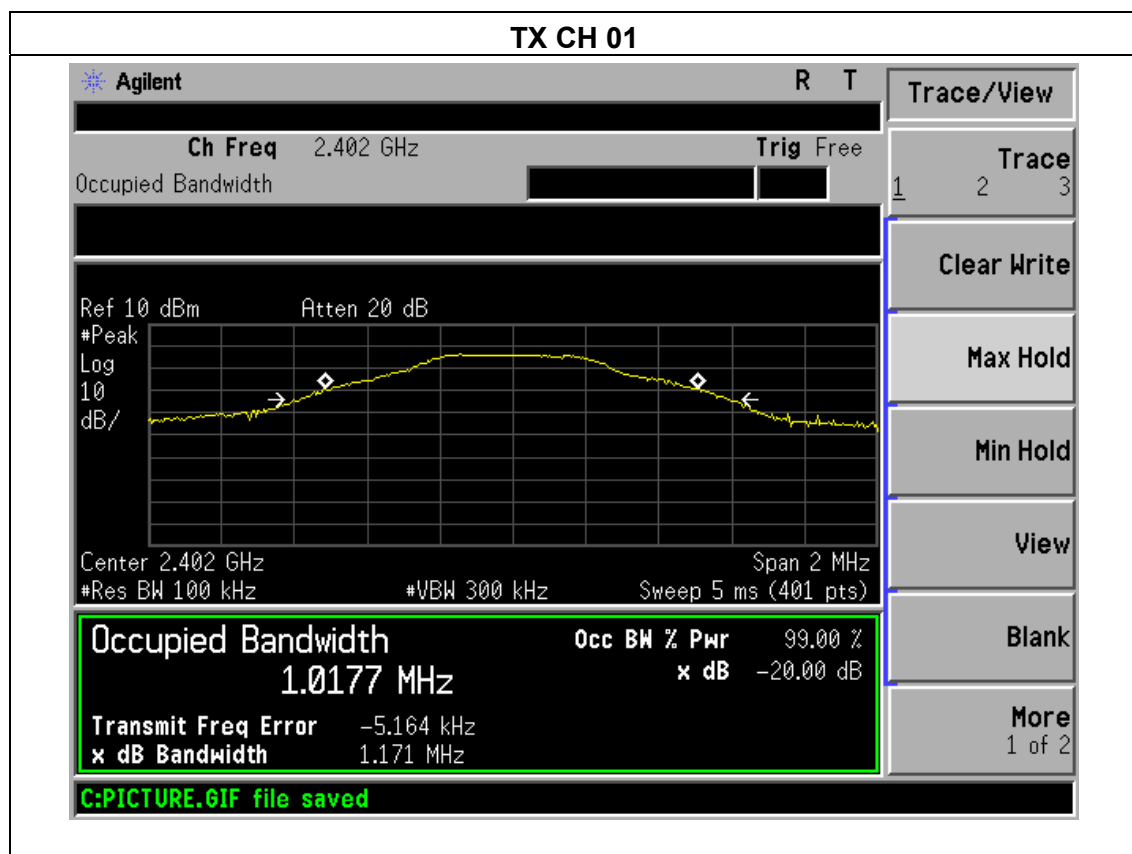 TX CH 01
Agilent R T
Trace/View
Ch Freq 2.402 GHz Trig Free
Occupied Bandwidth
Trace
1 2 3
Clear Write
Ref 10 dBm Atten 20 dB
#Peak
Log
10
dB/
Max Hold
Min Hold
View
Center 2.402 GHz Span 2 MHz
#Res BW 100 kHz #VBW 300 kHz Sweep 5 ms (401 pts)
Occupied Bandwidth Occ BW % Pwr 99.00 %
1.0177 MHz x dB -20.00 dB
Blank
Transmit Freq Error -5.164 kHz
x dB Bandwidth 1.171 MHz
More
1 of 2
C:PICTURE.GIF file saved